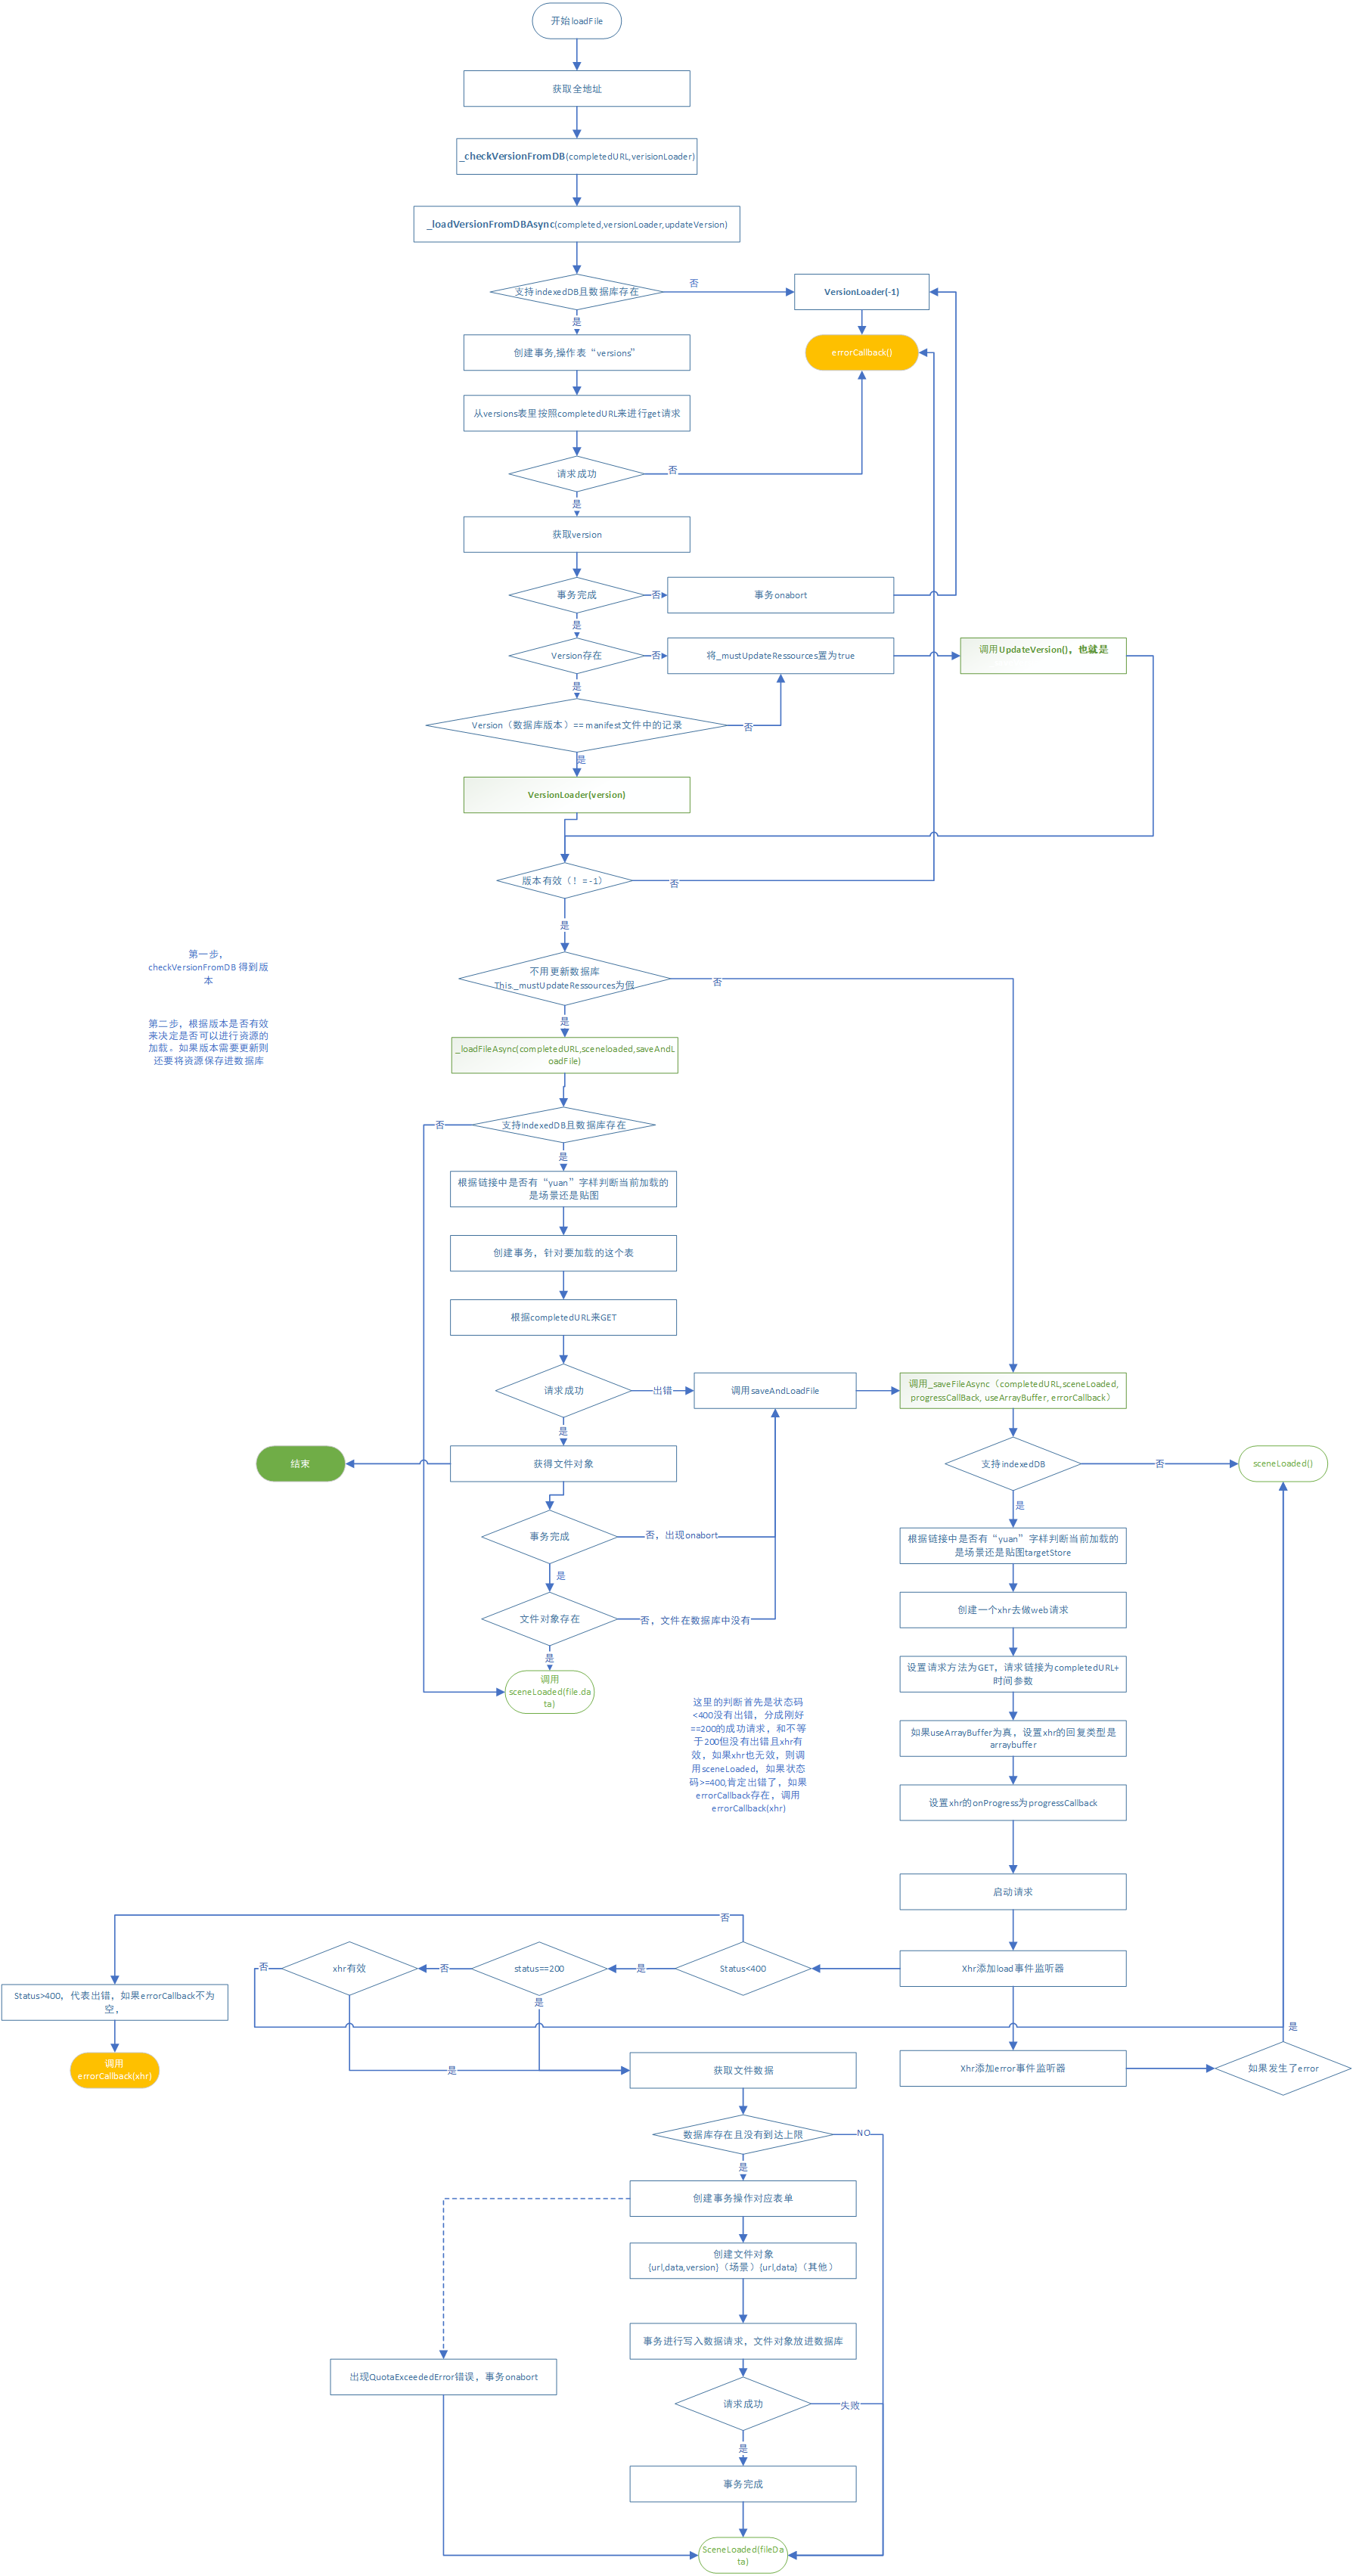 开始loadFile
获取全地址
_checkVersionFromDB(completedURL,verisionLoader)
_loadVersionFromDBAsync(completed,versionLoader,updateVersion)
支持indexedDB且数据库存在
否
VersionLoader(-1)
是
errorCallback()
创建事务,操作表“versions”
从versions表里按照completedURL来进行get请求
请求成功
否
是
获取version
事务完成
否
事务onabort
是
Version存在
否
将_mustUpdateRessources置为true
调用UpdateVersion()，也就是
是
Version（数据库版本）== manifest文件中的记录
否
是
VersionLoader(version)
版本有效（！= -1）
否
是
第一步，
checkVersionFromDB 得到版
本
第二步，根据版本是否有效
来决定是否可以进行资源的
加载。如果版本需要更新则
还要将资源保存进数据库
不用更新数据库
This._mustUpdateRessources为假
否
是
_loadFileAsync(completedURL,sceneloaded,saveAndL
oadFile)
支持IndexedDB且数据库存在
否
是
根据链接中是否有“yuan”字样判断当前加载的
是场景还是贴图
创建事务，针对要加载的这个表
根据completedURL来GET
请求成功
出错
调用saveAndLoadFile
调用_saveFileAsync（completedURL,sceneLoaded,
progressCallBack, useArrayBuffer, errorCallback）
是
结束
获得文件对象
支持indexedDB
否
sceneLoaded()
是
事务完成
否，出现onabort
是
根据链接中是否有“yuan”字样判断当前加载的
是场景还是贴图targetStore
文件对象存在
否，文件在数据库中没有
是
创建一个xhr去做web请求
调用
sceneLoaded(file.da
ta)
设置请求方法为GET，请求链接为completedURL+
时间参数
这里的判断首先是状态码
<400没有出错，分成刚好
==200的成功请求，和不等
于200但没有出错且xhr有
效，如果xhr也无效，则调
用sceneLoaded，如果状态
码>=400,肯定出错了，如果
errorCallback存在，调用
errorCallback(xhr)
如果useArrayBuffer为真，设置xhr的回复类型是
arraybuffer
设置xhr的onProgress为progressCallback
启动请求
否
Xhr添加load事件监听器
Status<400
是
status==200
否
xhr有效
否
是
Status>400，代表出错，如果errorCallback不为
空，
调用
errorCallback(xhr)
是
Xhr添加error事件监听器
如果发生了error
是
获取文件数据
数据库存在且没有到达上限
NO
是
创建事务操作对应表单
创建文件对象
{url,data,version}（场景）{url,data}（其他）
事务进行写入数据请求，文件对象放进数据库
出现QuotaExceededError错误，事务onabort
请求成功
失败
是
事务完成
SceneLoaded(fileDa
ta)